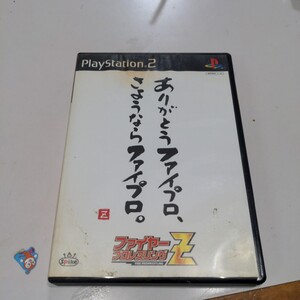 PlayStation 2
ありがとうファイプロ、
さようならファイプロ。
Z
ファイヤー
プロレスリング
Z
Spike